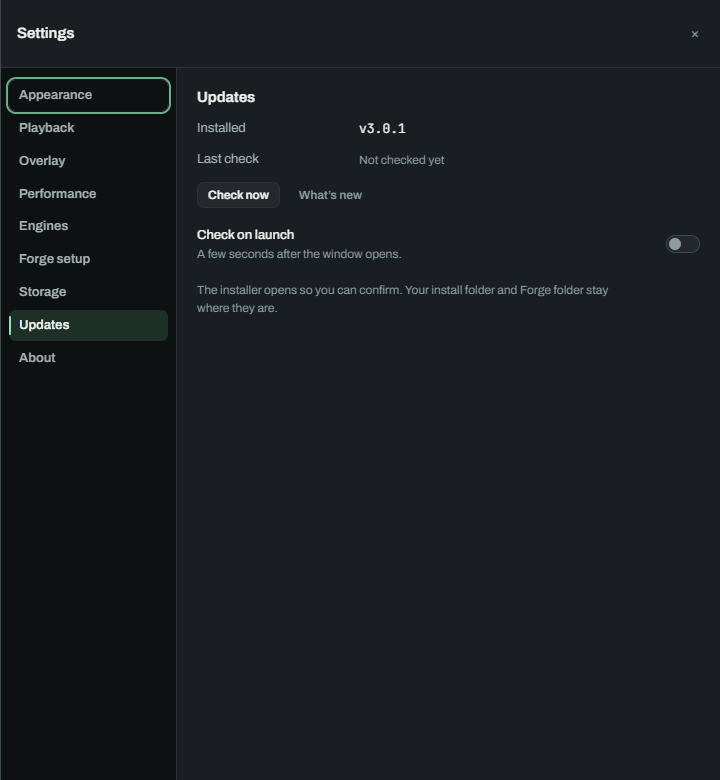 Settings
×
Appearance
Playback
Overlay
Performance
Engines
Forge setup
Storage
Updates
About
Updates
Installed v3.0.1
Last check Not checked yet
Check now What's new
Check on launch
A few seconds after the window opens.
The installer opens so you can confirm. Your install folder and Forge folder stay
where they are.